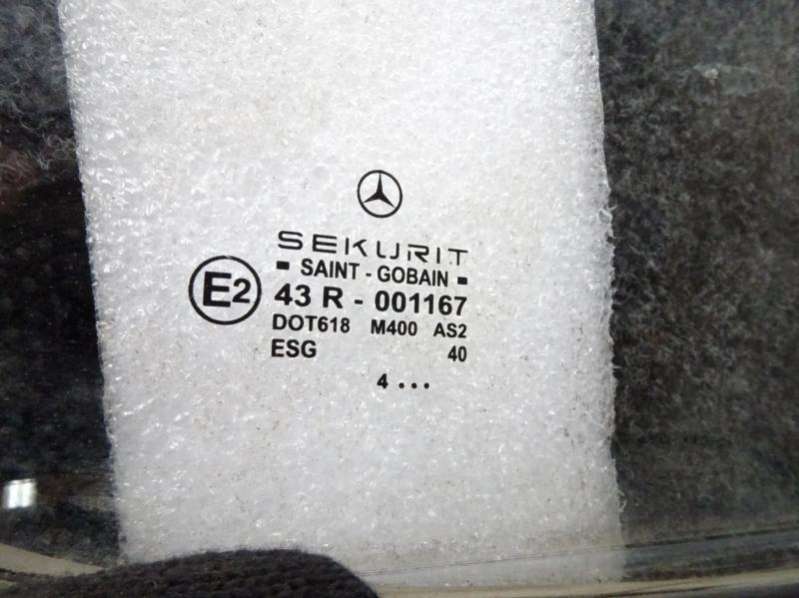 SEKURIT
SAINT - GOBAIN
E2
43 R - 001167
DOT618 M400 AS2
ESG 40
4 ...